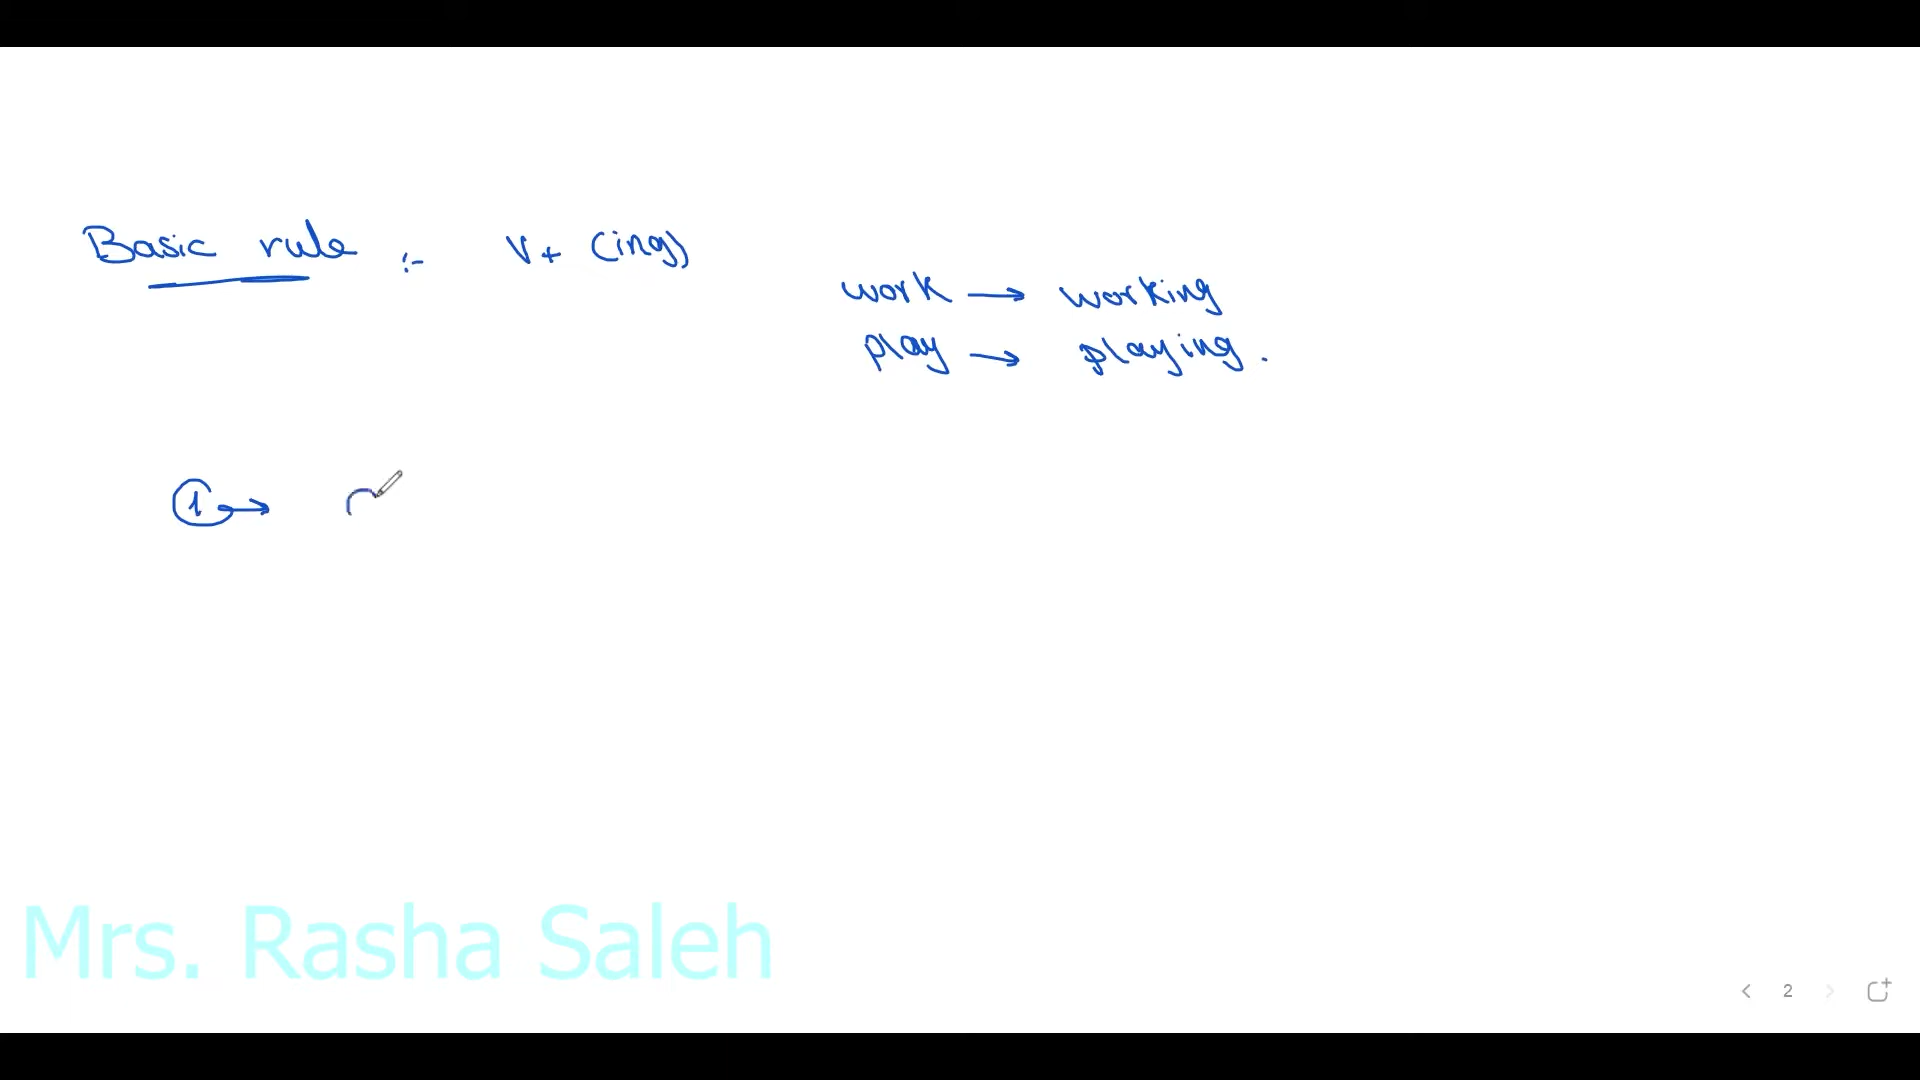 Basic rule :- V + (ing)
work → working
play → playing.
1 →
Mrs. Rasha Saleh
2